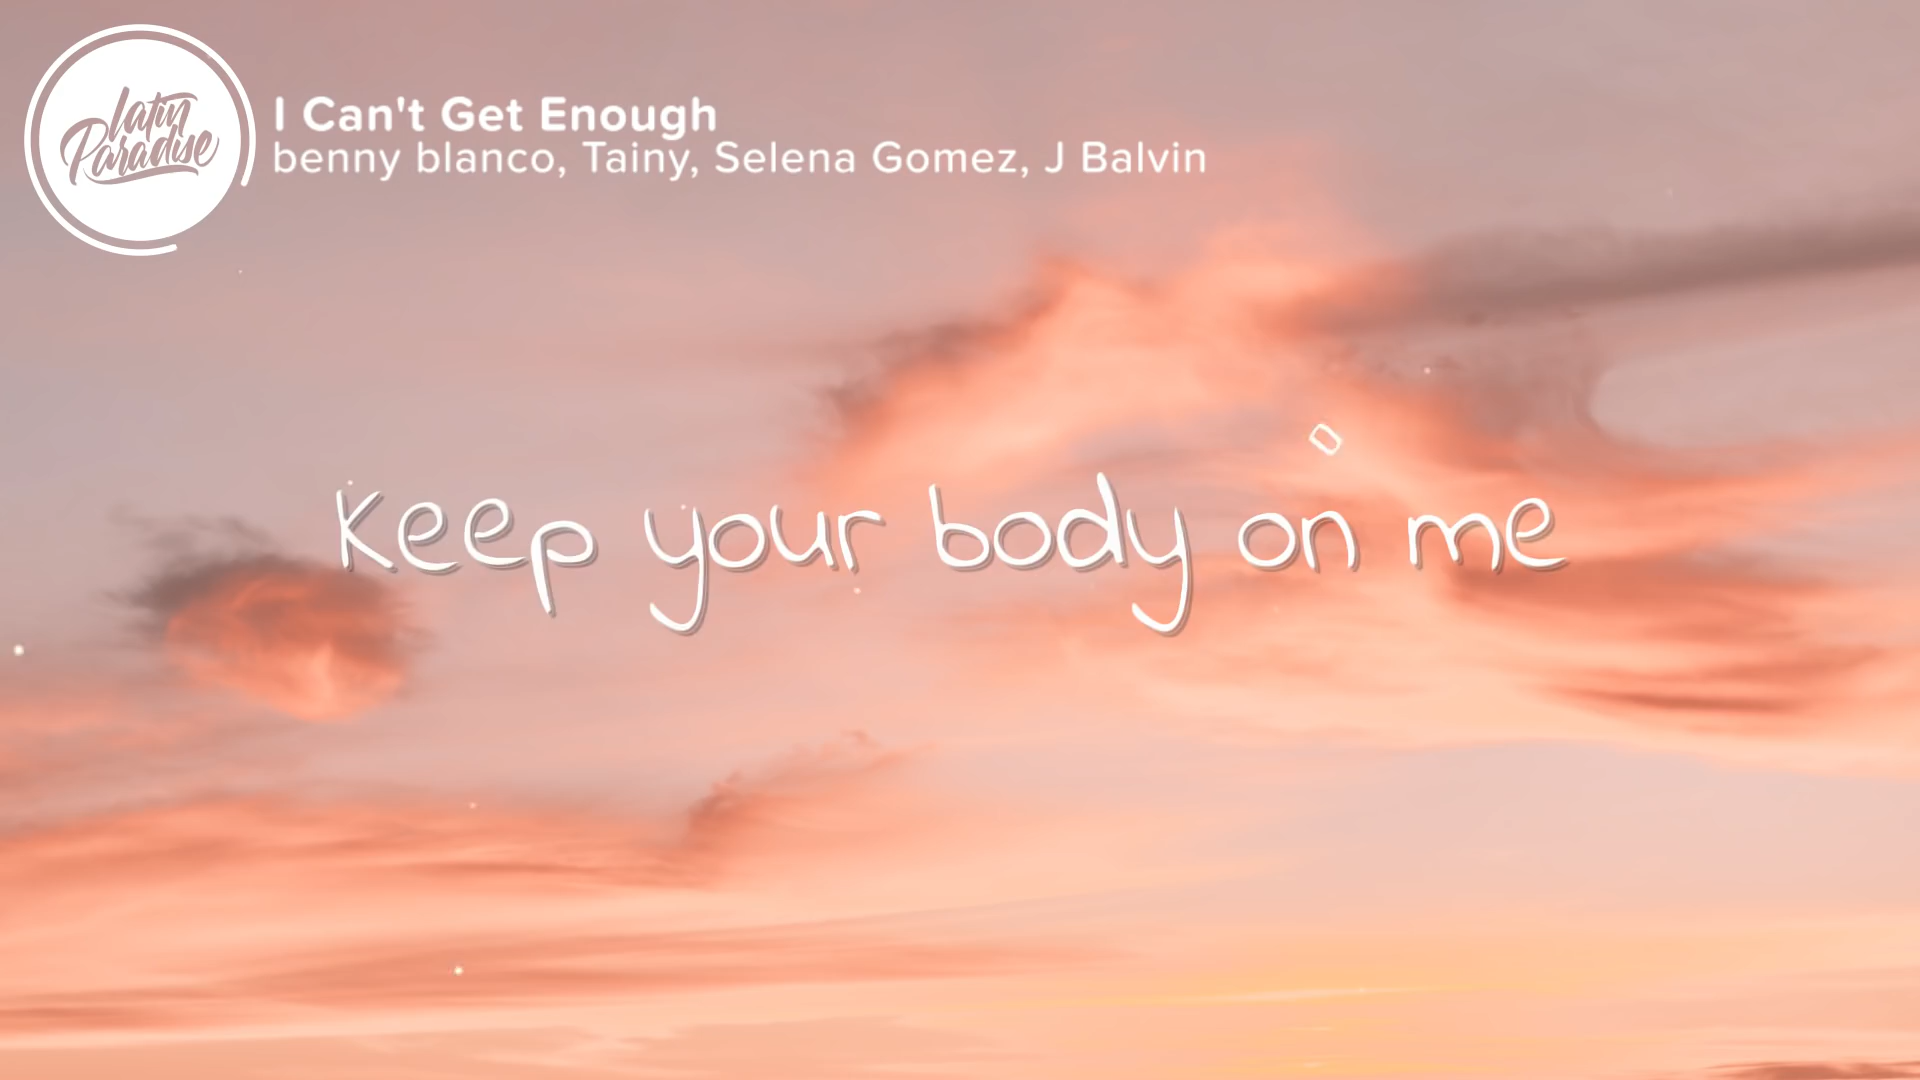 latin
Paradise
I Can't Get Enough
benny blanco, Tainy, Selena Gomez, J Balvin
Keep your body on me